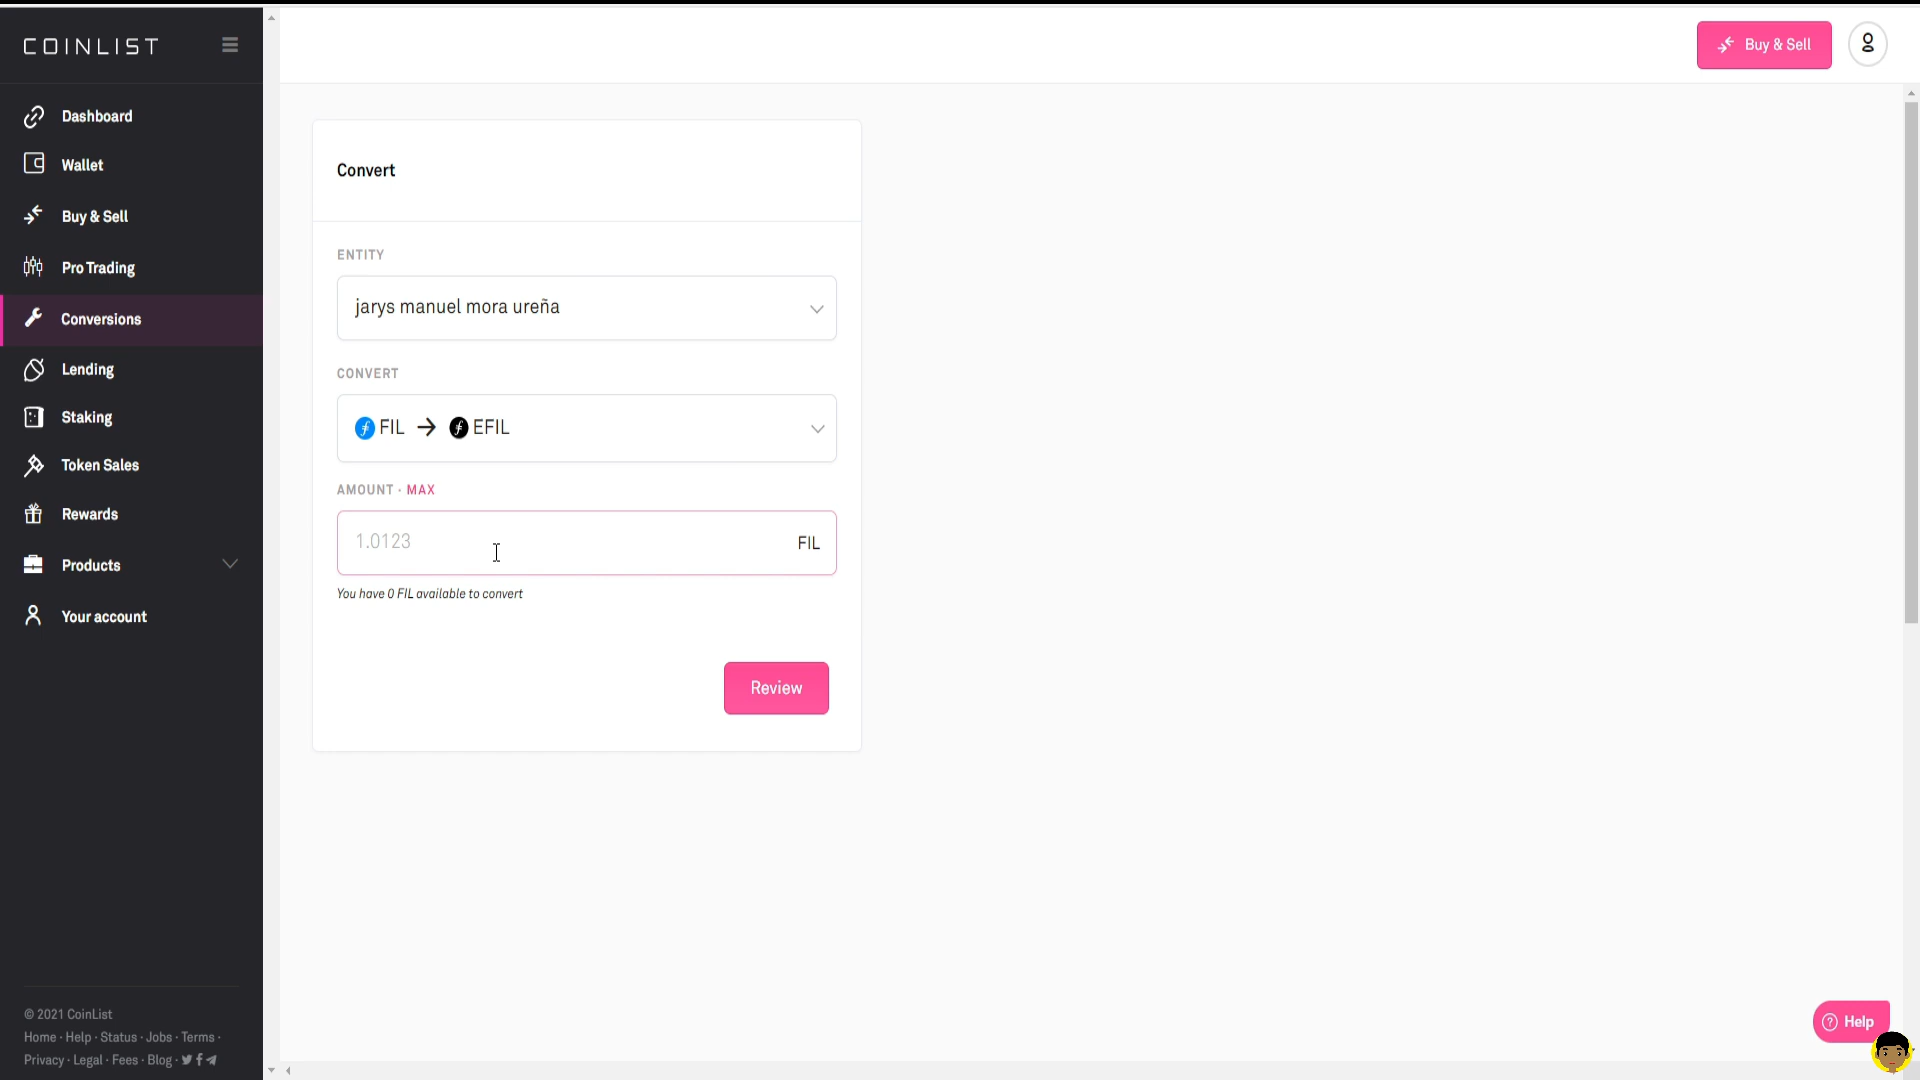 COINLIST
Buy & Sell
Dashboard
Wallet
Buy & Sell
Pro Trading
Conversions
Lending
Staking
Token Sales
Rewards
Products
Your account
Convert
ENTITY
jarys manuel mora ureña
CONVERT
FIL → EFIL
AMOUNT · MAX
1.0123 FIL
You have 0 FIL available to convert
Review
© 2021 CoinList
Home · Help · Status · Jobs · Terms ·
Privacy · Legal · Fees · Blog ·
Help